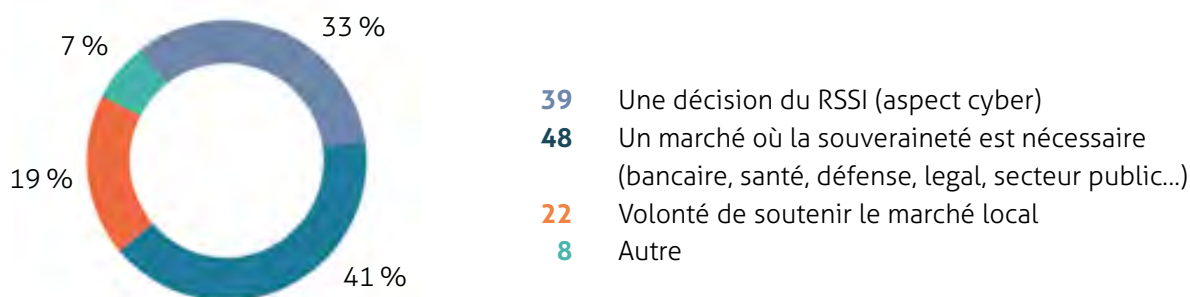 33 %
7 %
19 %
41 %
39 Une décision du RSSI (aspect cyber)
48 Un marché où la souveraineté est nécessaire
(bancaire, santé, défense, legal, secteur public...)
22 Volonté de soutenir le marché local
8 Autre